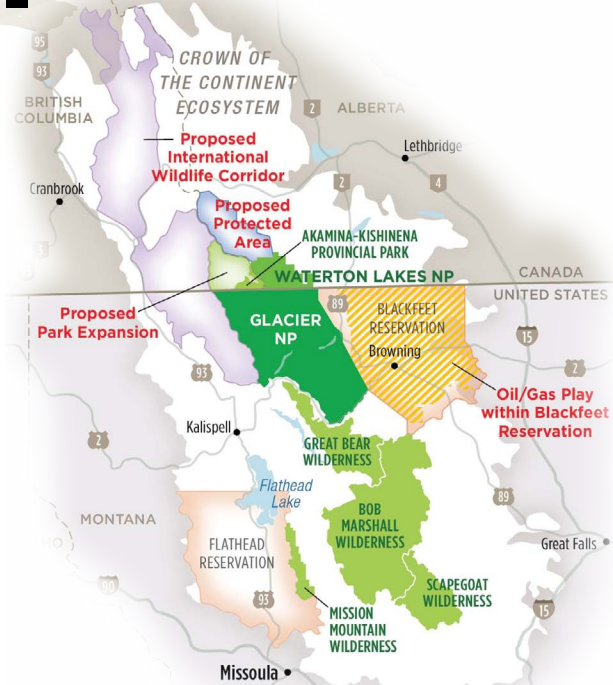 95
93
CROWN OF
THE CONTINENT
ECOSYSTEM
BRITISH
COLUMBIA
2
ALBERTA
Proposed
International
Wildlife Corridor
Lethbridge
Cranbrook
2
4
Proposed
Protected
Area
AKAMINA-KISHINENA
PROVINCIAL PARK
3
WATERTON LAKES NP
CANADA
UNITED STATES
Proposed
Park Expansion
GLACIER
NP
89
BLACKFEET
RESERVATION
Browning
15
93
2
Oil/Gas Play
within Blackfeet
Reservation
Kalispell
2
GREAT BEAR
WILDERNESS
Flathead
Lake
89
MONTANA
BOB
MARSHALL
WILDERNESS
FLATHEAD
RESERVATION
Great Falls
90
93
SCAPEGOAT
WILDERNESS
MISSION
MOUNTAIN
WILDERNESS
15
Missoula